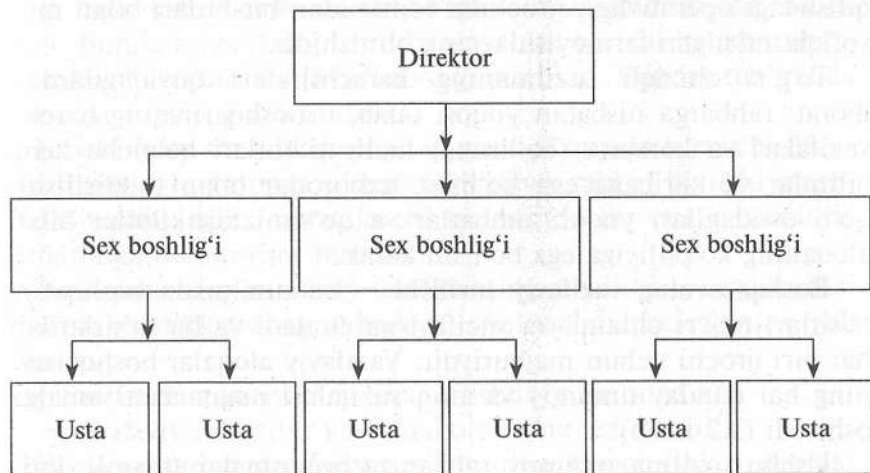 Direktor
Sex boshlig‘i Sex boshlig‘i Sex boshlig‘i
Usta Usta Usta Usta Usta Usta